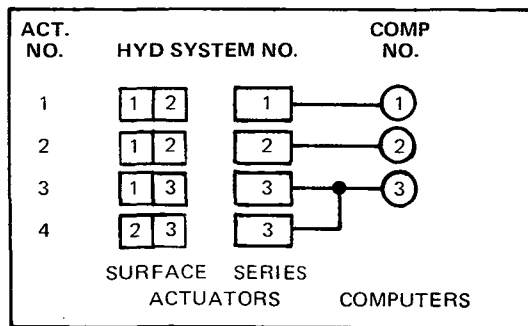 ACT. COMP
NO. HYD SYSTEM NO. NO.
1 1 2 1 1
2 1 2 2 2
3 1 3 3 3
4 2 3 3
SURFACE SERIES
ACTUATORS COMPUTERS